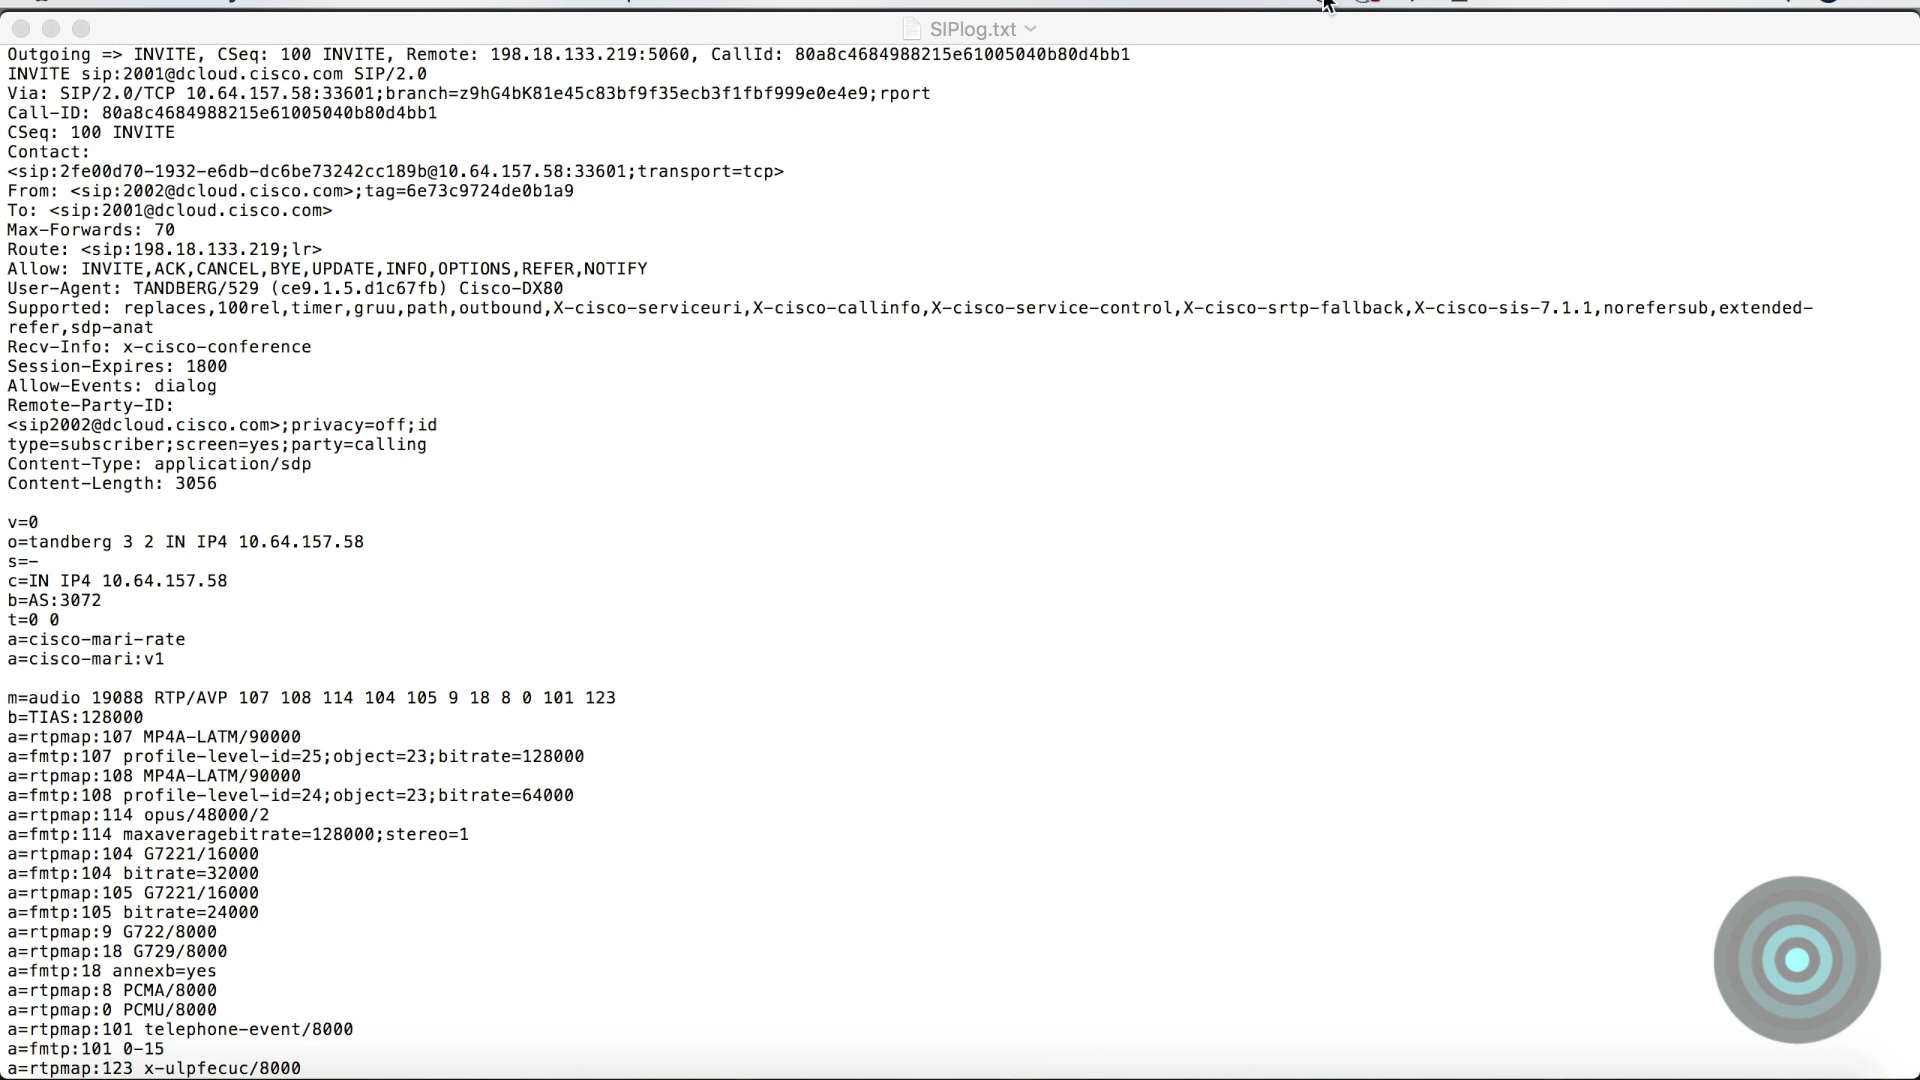 SIPlog.txt
Outgoing => INVITE, CSeq: 100 INVITE, Remote: 198.18.133.219:5060, CallId: 80a8c4684988215e61005040b80d4bb1
INVITE sip:2001@dcloud.cisco.com SIP/2.0
Via: SIP/2.0/TCP 10.64.157.58:33601;branch=z9hG4bK81e45c83bf9f35ecb3f1fbf999e0e4e9;rport
Call-ID: 80a8c4684988215e61005040b80d4bb1
CSeq: 100 INVITE
Contact:
<sip:2fe00d70-1932-e6db-dc6be73242cc189b@10.64.157.58:33601;transport=tcp>
From: <sip:2002@dcloud.cisco.com>;tag=6e73c9724de0b1a9
To: <sip:2001@dcloud.cisco.com>
Max-Forwards: 70
Route: <sip:198.18.133.219;lr>
Allow: INVITE,ACK,CANCEL,BYE,UPDATE,INFO,OPTIONS,REFER,NOTIFY
User-Agent: TANDBERG/529 (ce9.1.5.d1c67fb) Cisco-DX80
Supported: replaces,100rel,timer,gruu,path,outbound,X-cisco-serviceuri,X-cisco-callinfo,X-cisco-service-control,X-cisco-srtp-fallback,X-cisco-sis-7.1.1,norefersub,extended-
refer,sdp-anat
Recv-Info: x-cisco-conference
Session-Expires: 1800
Allow-Events: dialog
Remote-Party-ID:
<sip2002@dcloud.cisco.com>;privacy=off;id
type=subscriber;screen=yes;party=calling
Content-Type: application/sdp
Content-Length: 3056
v=0
o=tandberg 3 2 IN IP4 10.64.157.58
s=-
c=IN IP4 10.64.157.58
b=AS:3072
t=0 0
a=cisco-mari-rate
a=cisco-mari:v1
m=audio 19088 RTP/AVP 107 108 114 104 105 9 18 8 0 101 123
b=TIAS:128000
a=rtpmap:107 MP4A-LATM/90000
a=fmtp:107 profile-level-id=25;object=23;bitrate=128000
a=rtpmap:108 MP4A-LATM/90000
a=fmtp:108 profile-level-id=24;object=23;bitrate=64000
a=rtpmap:114 opus/48000/2
a=fmtp:114 maxaveragebitrate=128000;stereo=1
a=rtpmap:104 G7221/16000
a=fmtp:104 bitrate=32000
a=rtpmap:105 G7221/16000
a=fmtp:105 bitrate=24000
a=rtpmap:9 G722/8000
a=rtpmap:18 G729/8000
a=fmtp:18 annexb=yes
a=rtpmap:8 PCMA/8000
a=rtpmap:0 PCMU/8000
a=rtpmap:101 telephone-event/8000
a=fmtp:101 0-15
a=rtpmap:123 x-ulpfecuc/8000